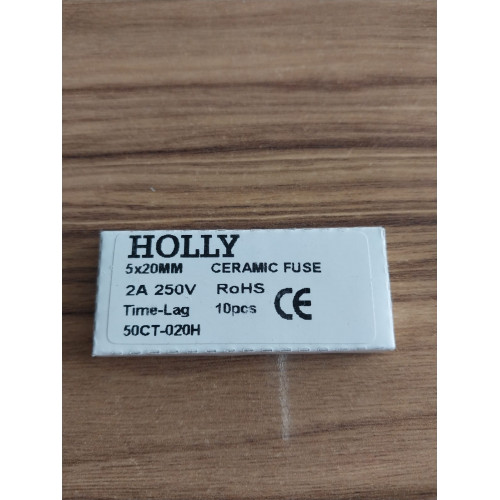 HOLLY
5x20MM CERAMIC FUSE
2A 250V RoHS
Time-Lag 10pcs CE
50CT-020H